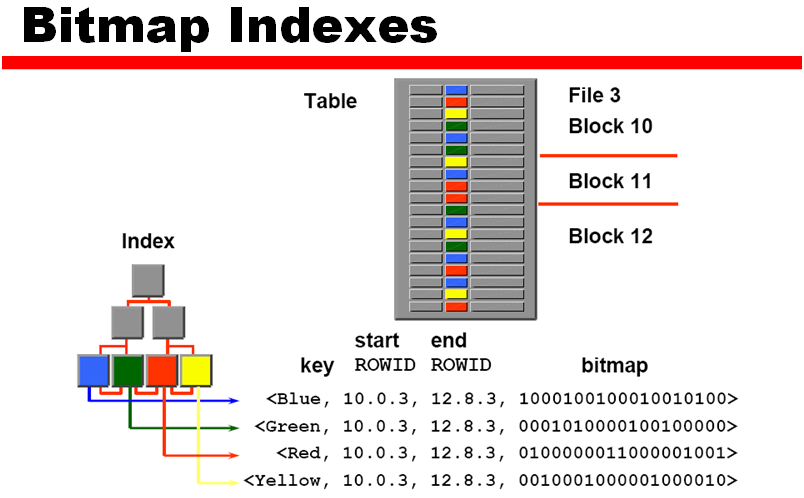 Bitmap Indexes
Table
File 3
Block 10
Block 11
Block 12
Index
start end
key ROWID ROWID bitmap
<Blue, 10.0.3, 12.8.3, 1000100100010010100>
<Green, 10.0.3, 12.8.3, 0001010000100100000>
<Red, 10.0.3, 12.8.3, 0100000011000001001>
<Yellow, 10.0.3, 12.8.3, 0010001000001000010>